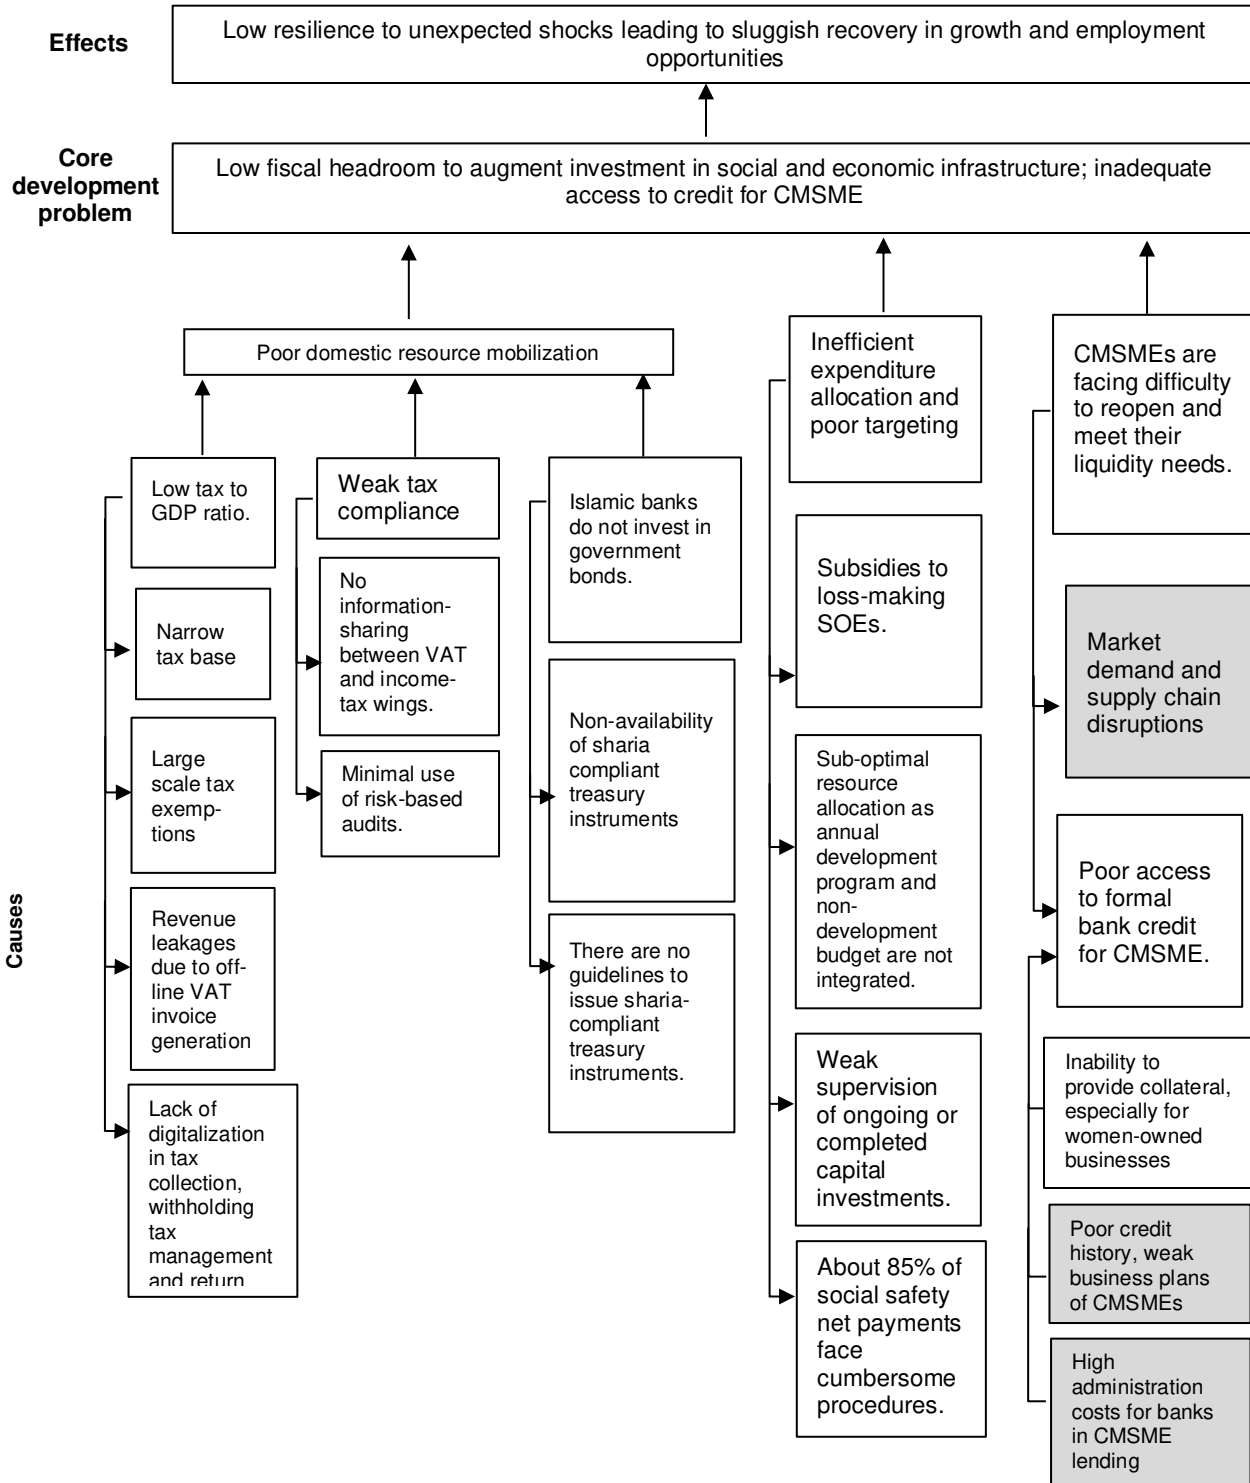 Effects
Low resilience to unexpected shocks leading to sluggish recovery in growth and employment
opportunities
Core
development
problem
Low fiscal headroom to augment investment in social and economic infrastructure; inadequate
access to credit for CMSME
Poor domestic resource mobilization
Inefficient
expenditure
allocation and
poor targeting
CMSMEs are
facing difficulty
to reopen and
meet their
liquidity needs.
Causes
Low tax to
GDP ratio.
Narrow
tax base
Large
scale tax
exemp-
tions
Revenue
leakages
due to off-
line VAT
invoice
generation
Lack of
digitalization
in tax
collection,
withholding
tax
management
and return
Weak tax
compliance
No
information-
sharing
between VAT
and income-
tax wings.
Minimal use
of risk-based
audits.
Islamic banks
do not invest in
government
bonds.
Non-availability
of sharia
compliant
treasury
instruments
There are no
guidelines to
issue sharia-
compliant
treasury
instruments.
Subsidies to
loss-making
SOEs.
Sub-optimal
resource
allocation as
annual
development
program and
non-
development
budget are not
integrated.
Weak
supervision
of ongoing or
completed
capital
investments.
About 85% of
social safety
net payments
face
cumbersome
procedures.
Market
demand and
supply chain
disruptions
Poor access
to formal
bank credit
for CMSME.
Inability to
provide collateral,
especially for
women-owned
businesses
Poor credit
history, weak
business plans
of CMSMEs
High
administration
costs for banks
in CMSME
lending